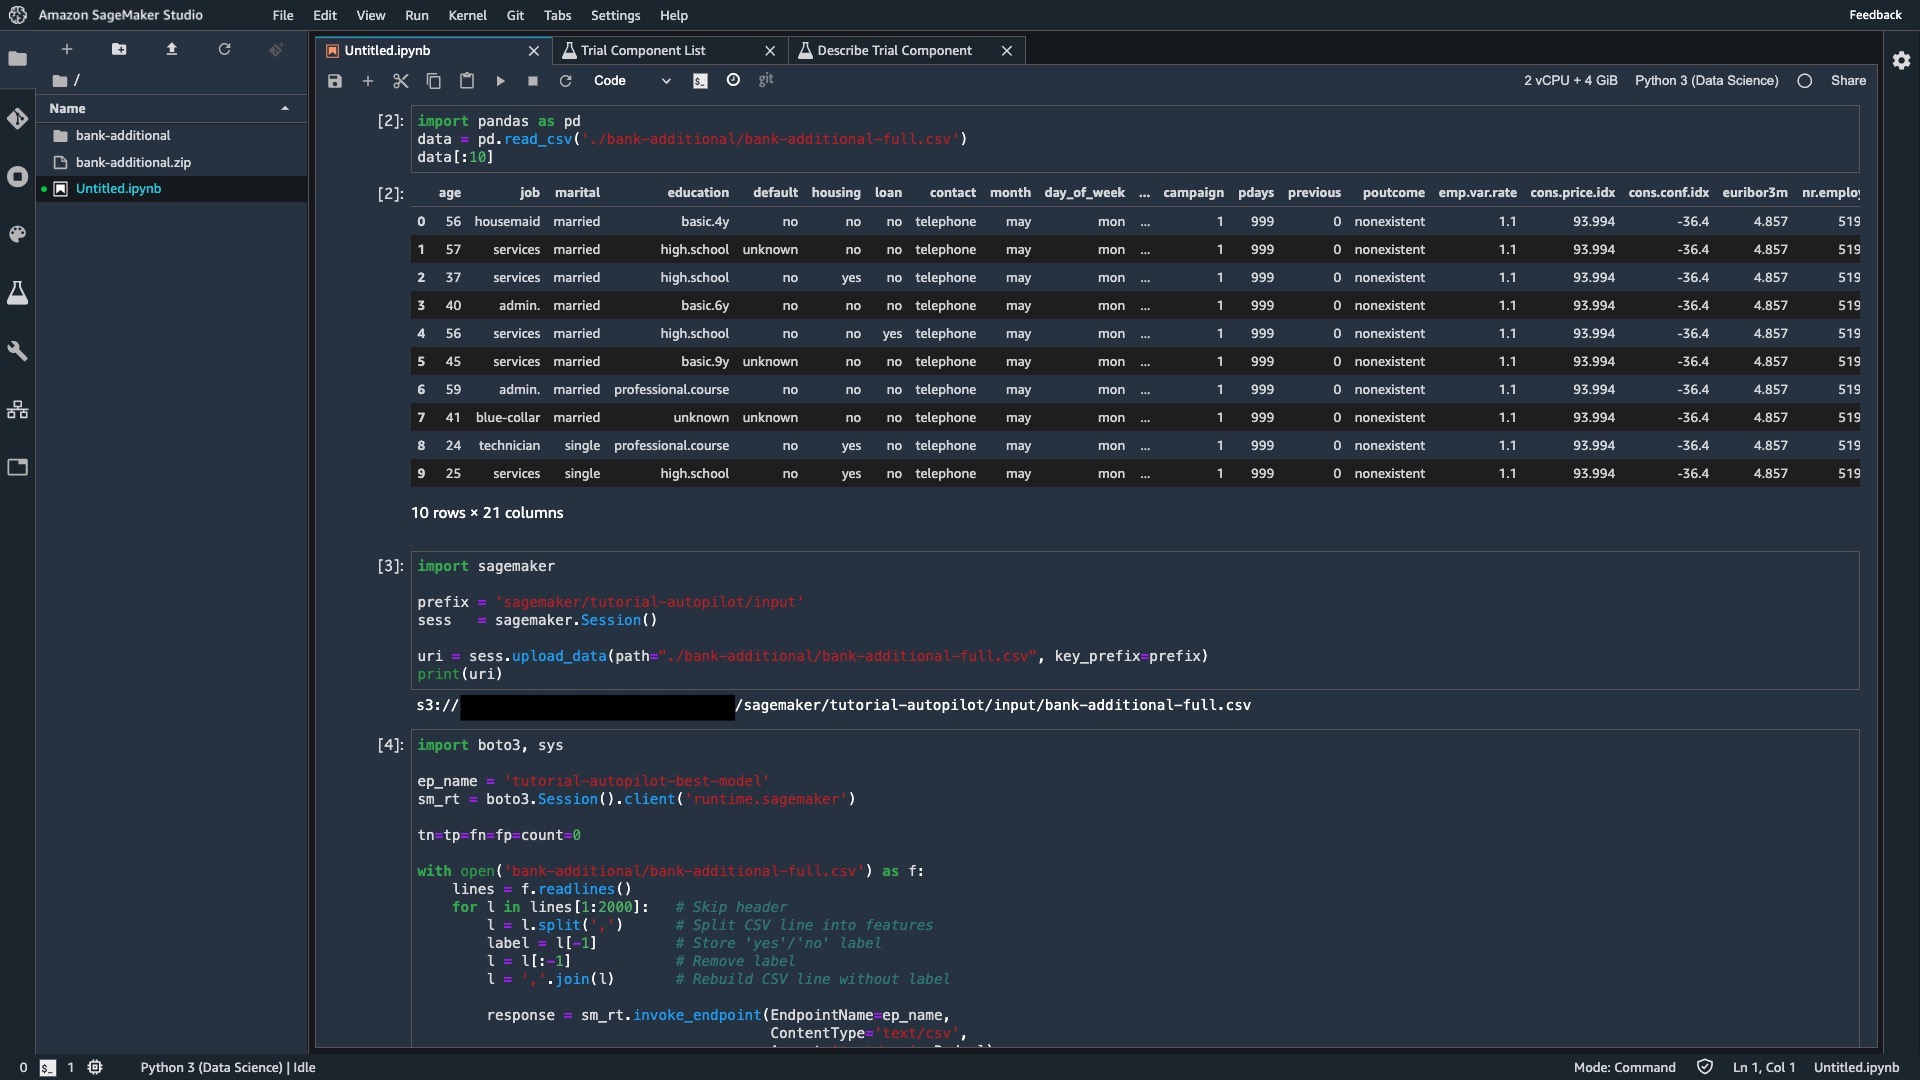 Amazon SageMaker Studio File Edit View Run Kernel Git Tabs Settings Help Feedback
Untitled.ipynb Trial Component List Describe Trial Component
/
Code git 2 vCPU + 4 GiB Python 3 (Data Science) Share
Name
bank-additional
bank-additional.zip
Untitled.ipynb
[2]: import pandas as pd
data = pd.read_csv('./bank-additional/bank-additional-full.csv')
data[:10]
[2]: age job marital education default housing loan contact month day_of_week ... campaign pdays previous poutcome emp.var.rate cons.price.idx cons.conf.idx euribor3m nr.employ
0 56 housemaid married basic.4y no no no telephone may mon ... 1 999 0 nonexistent 1.1 93.994 -36.4 4.857 519
1 57 services married high.school unknown no no telephone may mon ... 1 999 0 nonexistent 1.1 93.994 -36.4 4.857 519
2 37 services married high.school no yes no telephone may mon ... 1 999 0 nonexistent 1.1 93.994 -36.4 4.857 519
3 40 admin. married basic.6y no no no telephone may mon ... 1 999 0 nonexistent 1.1 93.994 -36.4 4.857 519
4 56 services married high.school no no yes telephone may mon ... 1 999 0 nonexistent 1.1 93.994 -36.4 4.857 519
5 45 services married basic.9y unknown no no telephone may mon ... 1 999 0 nonexistent 1.1 93.994 -36.4 4.857 519
6 59 admin. married professional.course no no no telephone may mon ... 1 999 0 nonexistent 1.1 93.994 -36.4 4.857 519
7 41 blue-collar married unknown unknown no no telephone may mon ... 1 999 0 nonexistent 1.1 93.994 -36.4 4.857 519
8 24 technician single professional.course no yes no telephone may mon ... 1 999 0 nonexistent 1.1 93.994 -36.4 4.857 519
9 25 services single high.school no yes no telephone may mon ... 1 999 0 nonexistent 1.1 93.994 -36.4 4.857 519
10 rows × 21 columns
[3]: import sagemaker
prefix = 'sagemaker/tutorial-autopilot/input'
sess = sagemaker.Session()
uri = sess.upload_data(path="./bank-additional/bank-additional-full.csv", key_prefix=prefix)
print(uri)
s3:// /sagemaker/tutorial-autopilot/input/bank-additional-full.csv
[4]: import boto3, sys
ep_name = 'tutorial-autopilot-best-model'
sm_rt = boto3.Session().client('runtime.sagemaker')
tn=tp=fn=fp=count=0
with open('bank-additional/bank-additional-full.csv') as f:
lines = f.readlines()
for l in lines[1:2000]: # Skip header
l = l.split(',') # Split CSV line into features
label = l[-1] # Store 'yes'/'no' label
l = l[:-1] # Remove label
l = ','.join(l) # Rebuild CSV line without label
response = sm_rt.invoke_endpoint(EndpointName=ep_name,
ContentType='text/csv',
0 1 Python 3 (Data Science) | Idle Mode: Command Ln 1, Col 1 Untitled.ipynb